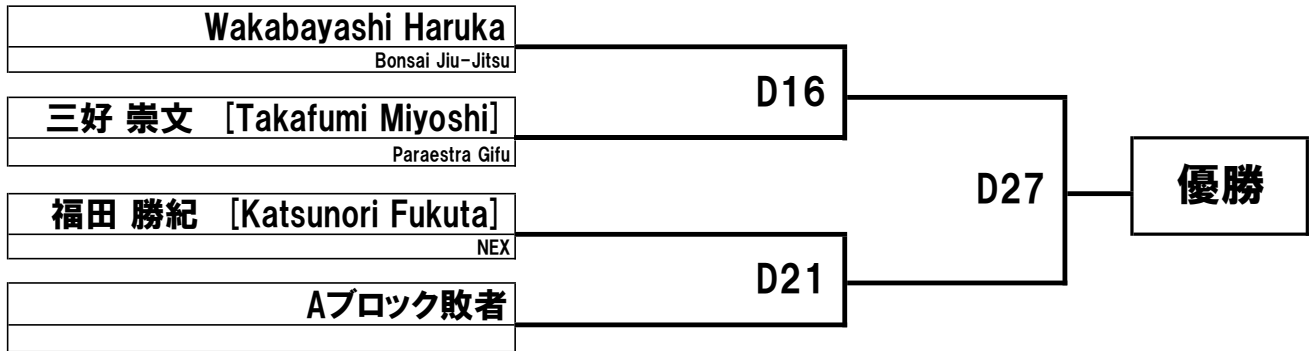 Wakabayashi Haruka
Bonsai Jiu-Jitsu
D16
三好 崇文 [Takafumi Miyoshi]
Paraestra Gifu
D27
優勝
福田 勝紀 [Katsunori Fukuta]
NEX
D21
Aブロック敗者